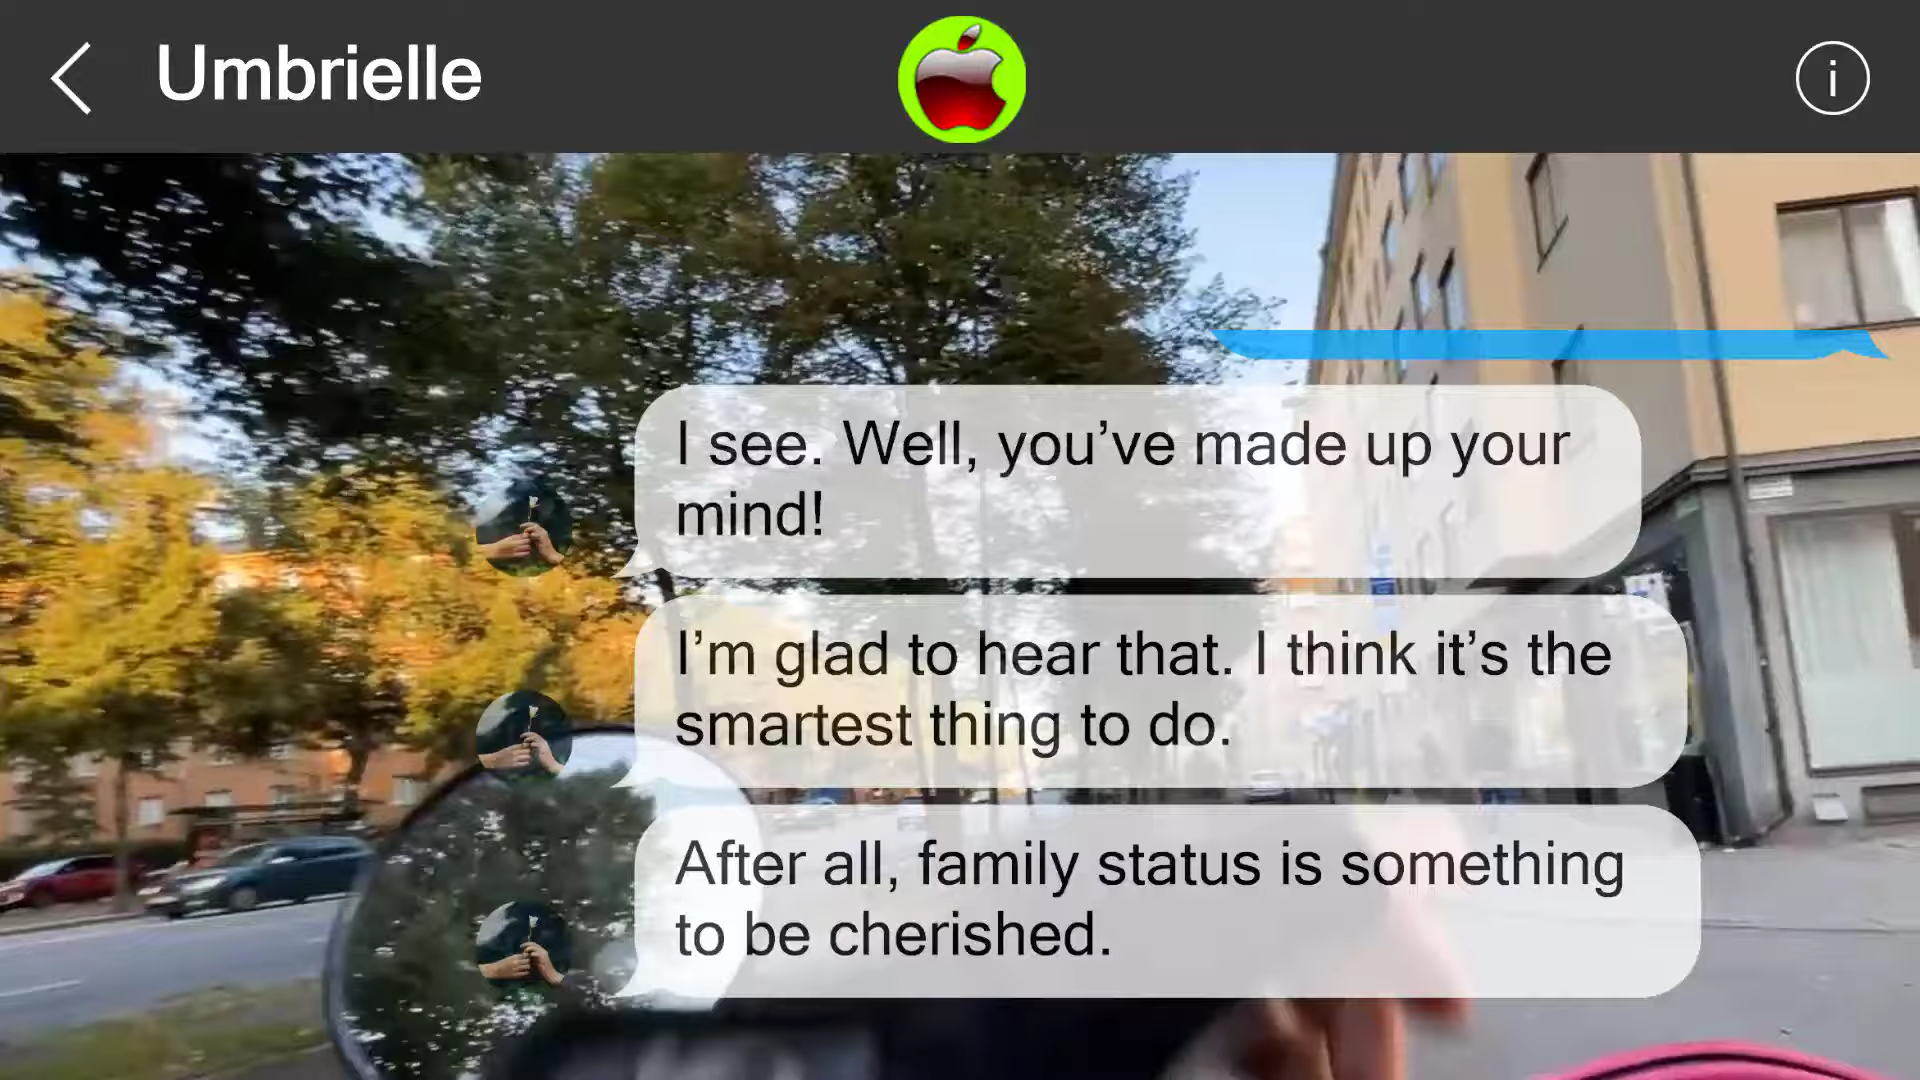 Umbrielle
i
I see. Well, you’ve made up your
mind!
I’m glad to hear that. I think it’s the
smartest thing to do.
After all, family status is something
to be cherished.